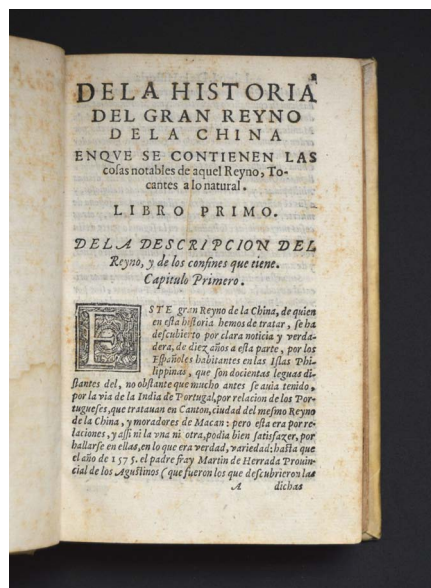 DELA HISTORIA
DEL GRAN REYNO
DELA CHINA
ENQVE SE CONTIENEN LAS
coſas notables de aquel Reyno, To-
cantes a lo natural.
LIBRO PRIMO.
DELA DESCRIPCION DEL
Reyno, y de los confines que tiene.
Capitulo Primero.
ESTE gran Reyno de la China, de quien
en eſta hiſtoria hemos de tratar, ſe ha
deſcubierto por clara noticia y verda-
dera, de diez años a eſta parte, por los
Eſpañoles habitantes en las Iſlas Phi-
lippinas, que ſon docientas leguas di-
ſtantes del, no obſtante que mucho antes ſe auia tenido,
por la via de la India de Portugal, por relacion de los Por-
tugueſes, que tratauan en Canton, ciudad del meſmo Reyno
de la China, y moradores de Macan: pero eſta era por re-
laciones, y aſſi ni la vna ni otra, podia bien ſatiſfazer, por
hallarſe en ellas, en lo que era verdad, variedad: haſta que
el año de 1575. el padre fray Martin de Herrada Prouin-
cial de los Aguſtinos (que fueron los que deſcubrieron las
A dichas